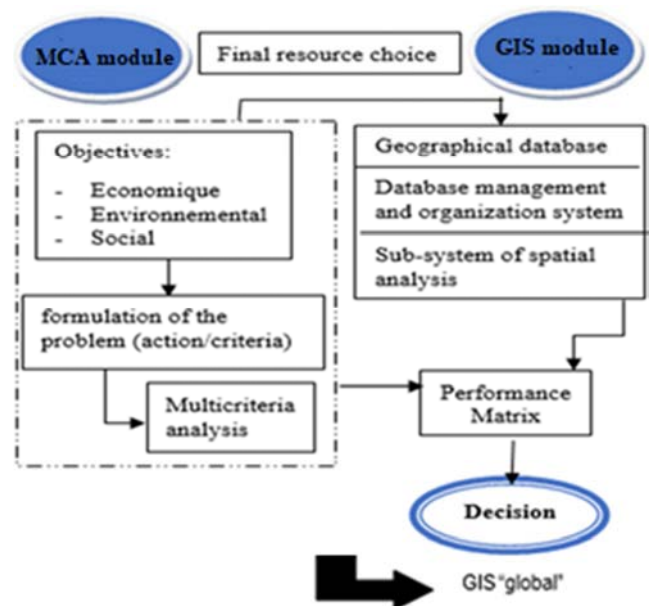 MCA module
Final resource choice
GIS module
Objectives:
- Economique
- Environnemental
- Social
formulation of the
problem (action/criteria)
Multicriteria
analysis
Geographical database
Database management
and organization system
Sub-system of spatial
analysis
Performance
Matrix
Decision
GIS "global"